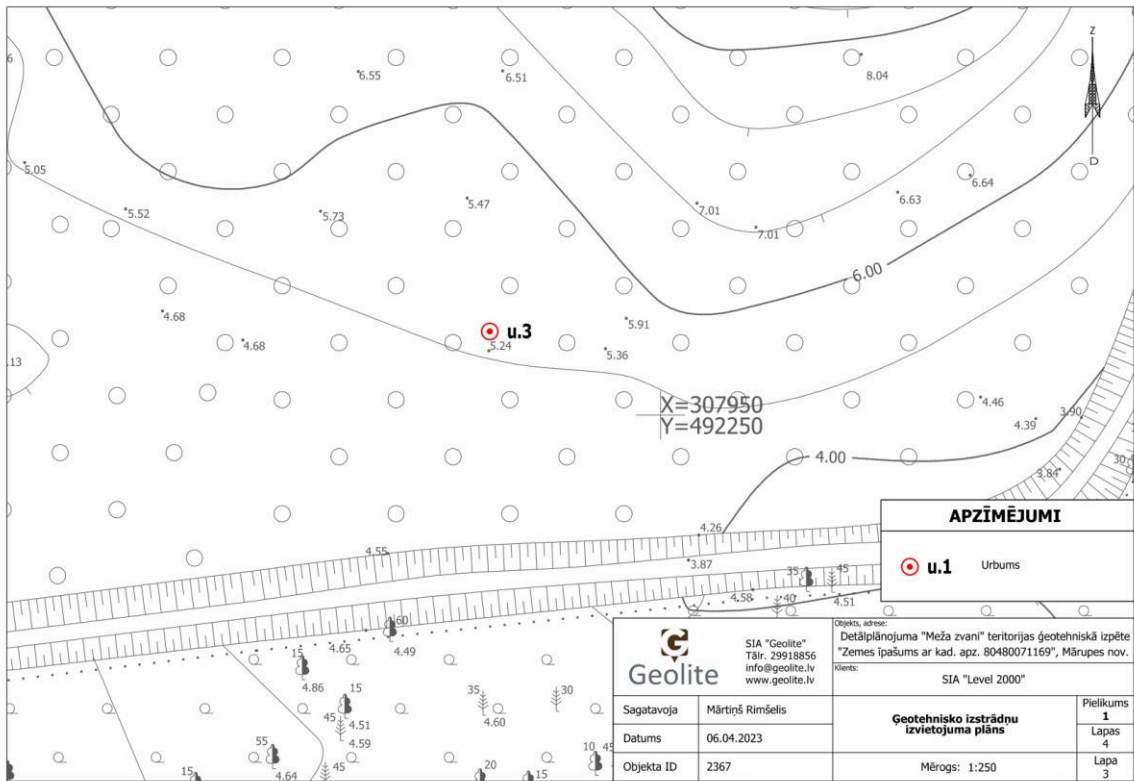 Z
6.55
6.51
8.04
5.05
6.64
6.63
5.47
5.52
5.73
7.01
7.01
6.00
4.68
5.91
u.3
4.68
5.24
5.36
.13
X=307950
Y=492250
4.46
3.90
4.39
4.00
30
3.84
APZĪMĒJUMI
u.1 Urbums
4.26
4.55
3.87
35
45
4.58
40
4.51
60
4.65
4.49
15
4.86
15
45
4.51
4.59
35
4.60
30
55
4.64
15
45
20
15
10
45
Geolite
SIA "Geolite"
Tālr. 29918856
info@geolite.lv
www.geolite.lv
Objekts, adrese:
Detālplānojuma "Meža zvani" teritorijas ģeotehniskā izpēte
"Zemes īpašums ar kad. apz. 80480071169", Mārupes nov.
Klients:
SIA "Level 2000"
Sagatavoja Mārtiņš Rimšelis
Datums 06.04.2023
Objekta ID 2367
Ģeotehnisko izstrādņu
izvietojuma plāns
Mērogs: 1:250
Pielikums
1
Lapas
4
Lapa
3
D